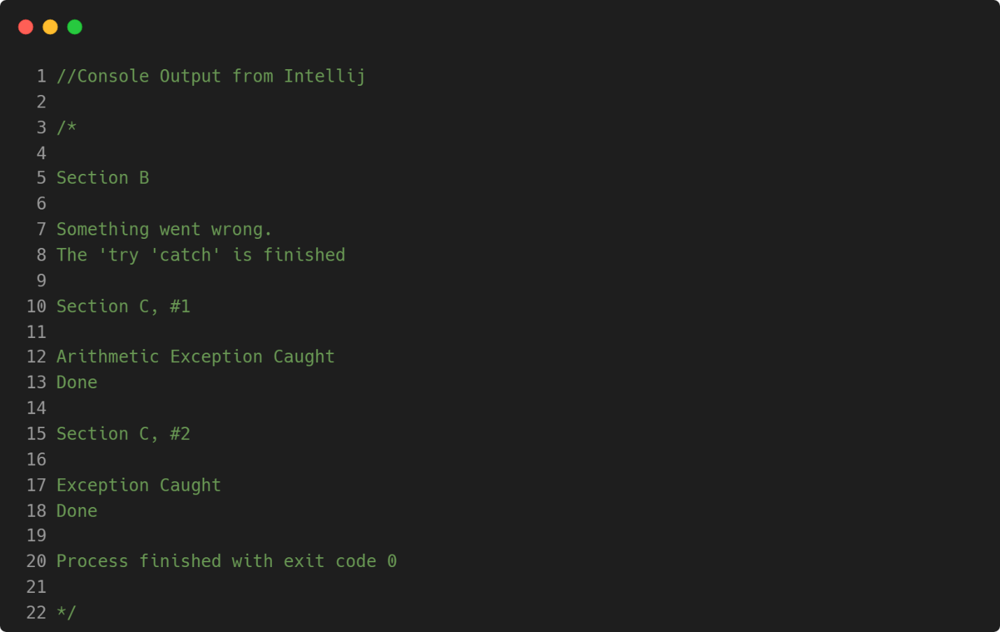 1 //Console Output from Intellij
2
3 /*
4
5 Section B
6
7 Something went wrong.
8 The 'try 'catch' is finished
9
10 Section C, #1
11
12 Arithmetic Exception Caught
13 Done
14
15 Section C, #2
16
17 Exception Caught
18 Done
19
20 Process finished with exit code 0
21
22 */